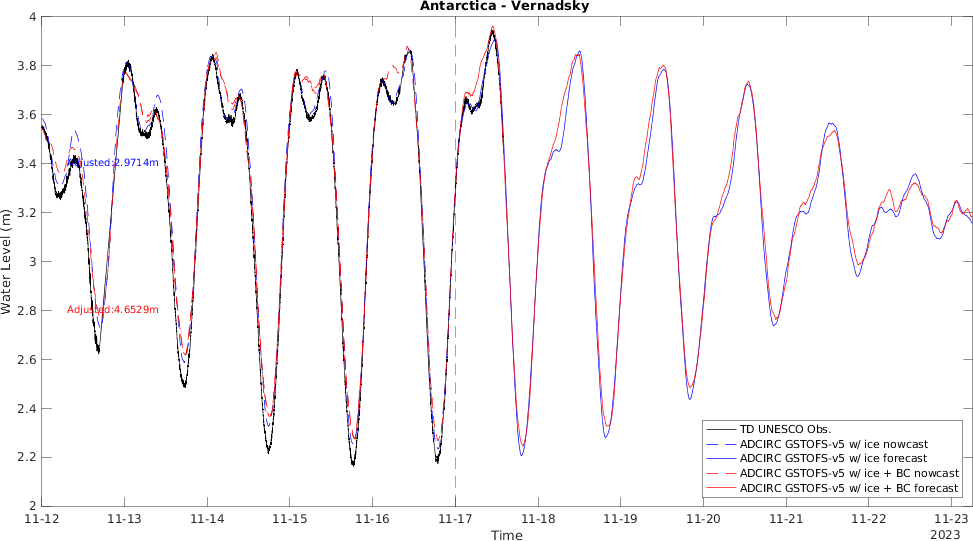 Antarctica - Vernadsky
4
3.8
3.6
3.4
3.2
3
2.8
2.6
2.4
2.2
2
Water Level (m)
Adjusted:2.9714m
Adjusted:4.6529m
TD UNESCO Obs.
ADCIRC GSTOFS-v5 w/ ice nowcast
ADCIRC GSTOFS-v5 w/ ice forecast
ADCIRC GSTOFS-v5 w/ ice + BC nowcast
ADCIRC GSTOFS-v5 w/ ice + BC forecast
11-12 11-13 11-14 11-15 11-16 11-17 11-18 11-19 11-20 11-21 11-22 11-23
Time
2023